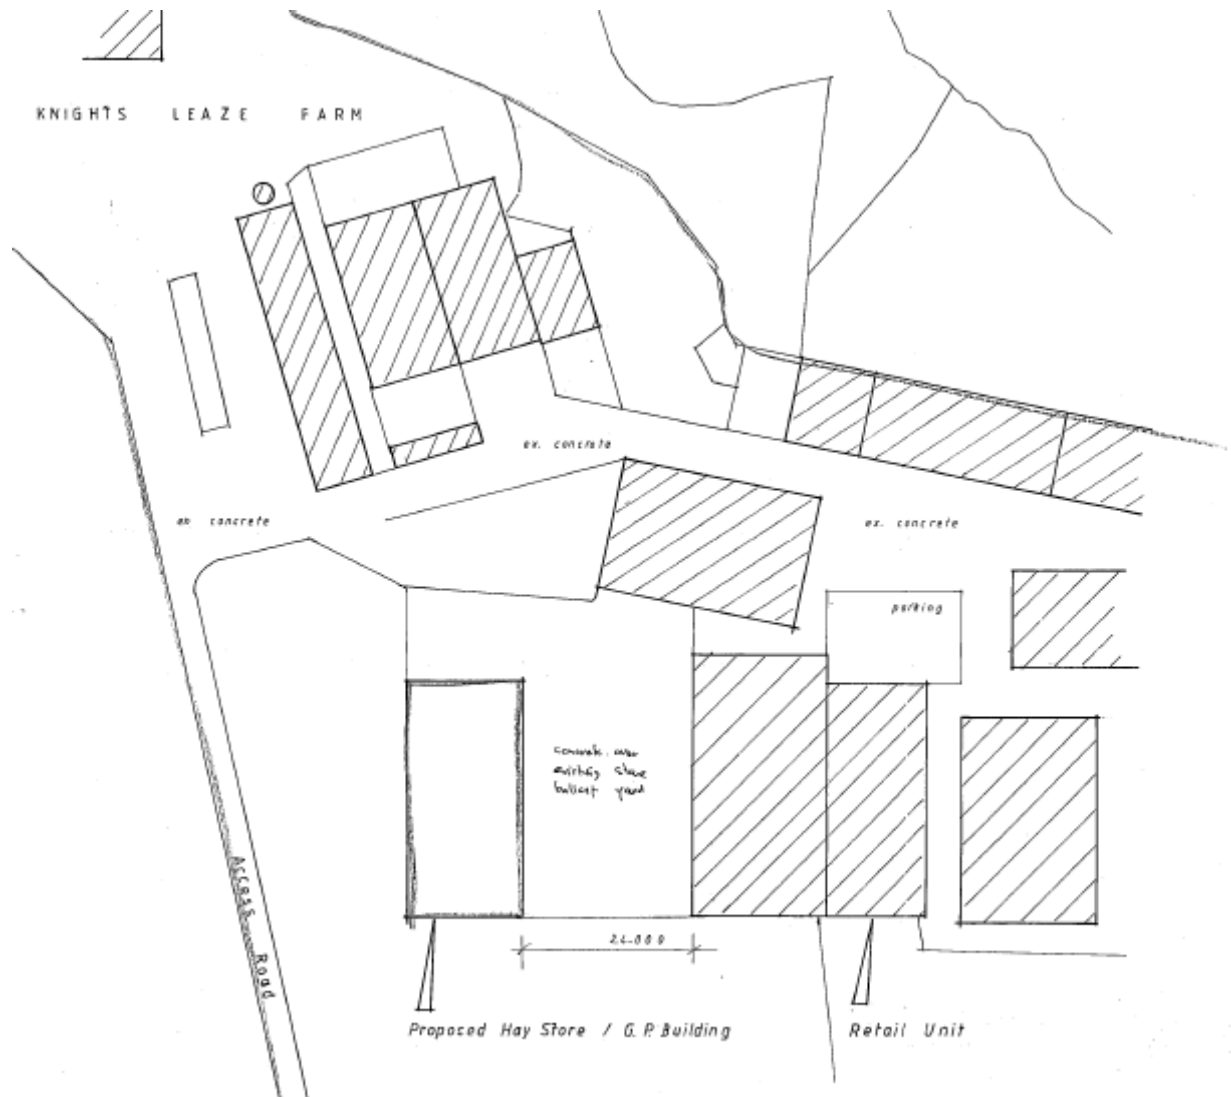 KNIGHTS LEAZE FARM
ex. concrete
ex. concrete
ex. concrete
parking
concrete over
existing stone
ballast yard
24.000
Access Road
Proposed Hay Store / G.P. Building
Retail Unit